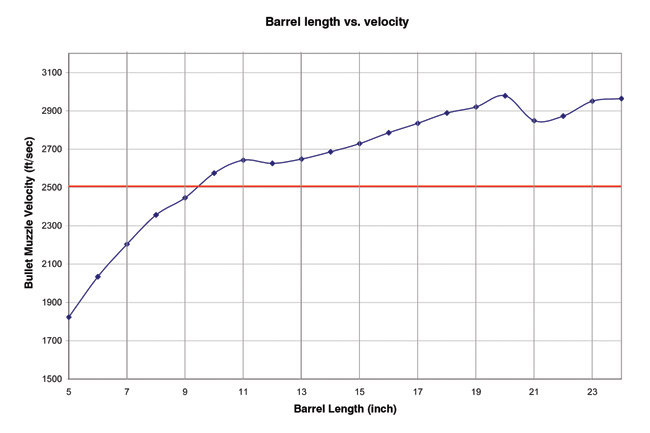 Barrel length vs. velocity
Bullet Muzzle Velocity (ft/sec)
3100
2900
2700
2500
2300
2100
1900
1700
1500
5 7 9 11 13 15 17 19 21 23
Barrel Length (inch)